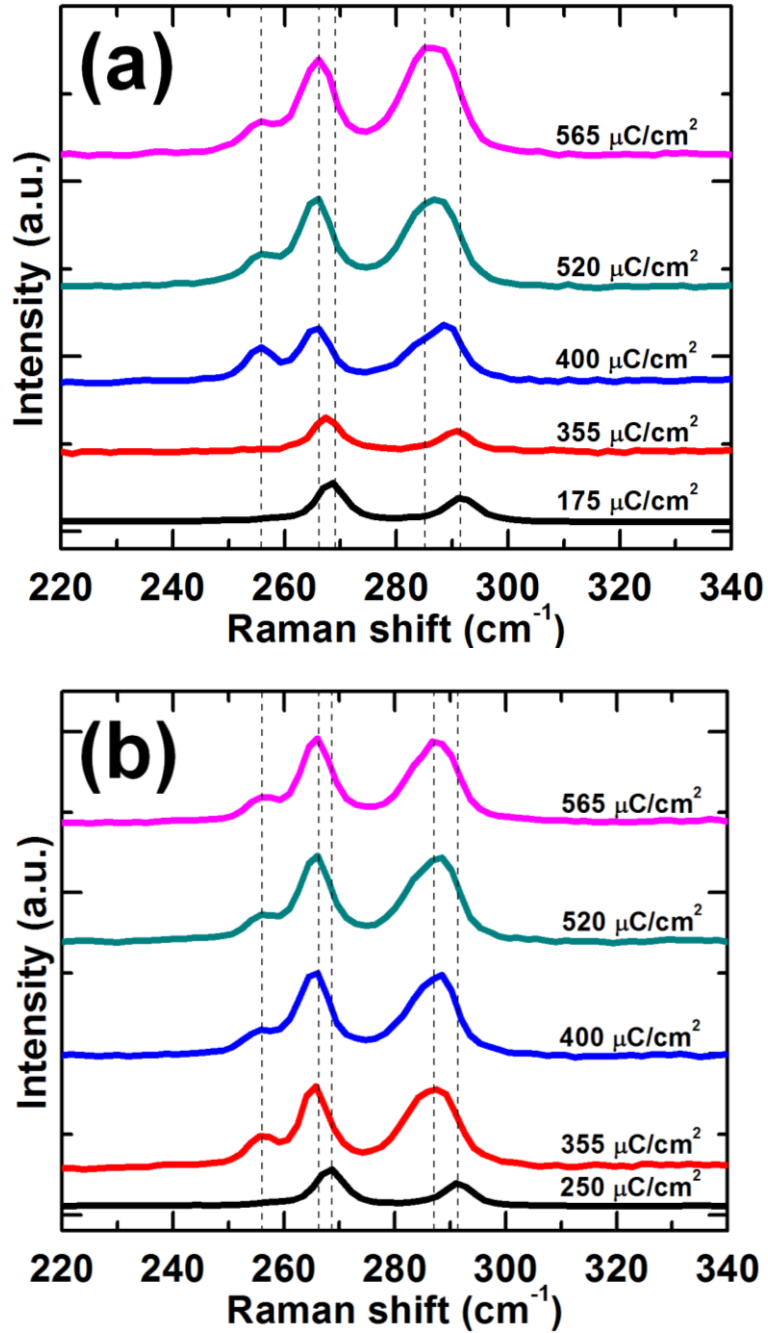 (a)
565 μC/cm²
520 μC/cm²
400 μC/cm²
355 μC/cm²
175 μC/cm²
Intensity (a.u.)
220 240 260 280 300 320 340
Raman shift (cm⁻¹)
(b)
565 μC/cm²
520 μC/cm²
400 μC/cm²
355 μC/cm²
250 μC/cm²
Intensity (a.u.)
220 240 260 280 300 320 340
Raman shift (cm⁻¹)